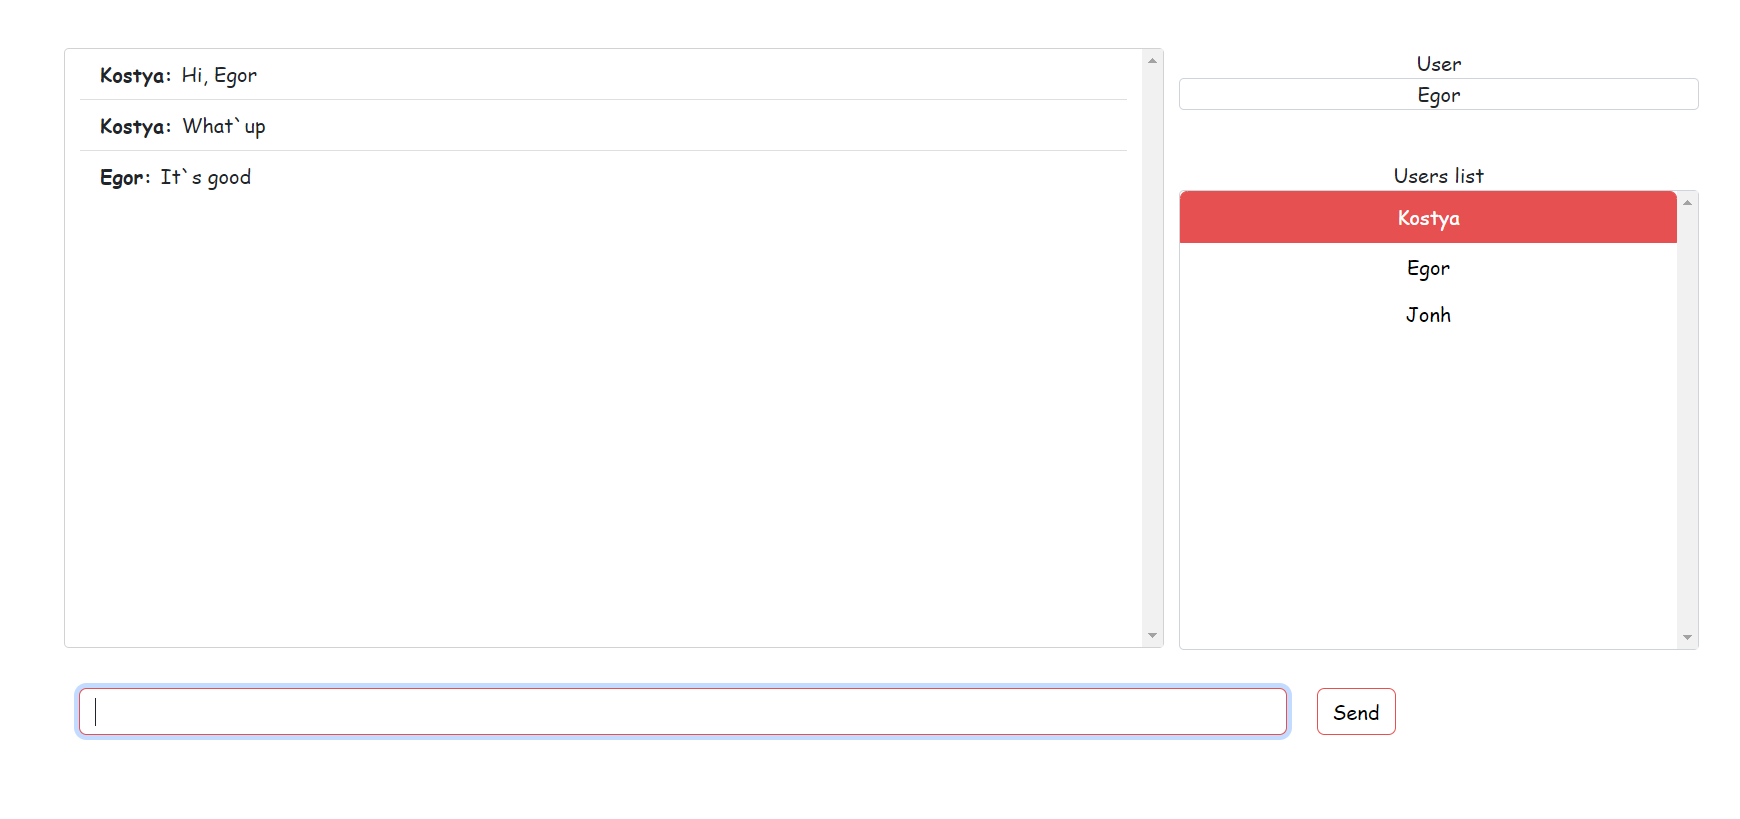 Kostya: Hi, Egor
Kostya: What`up
Egor: It`s good
User
Egor
Users list
Kostya
Egor
Jonh
Send